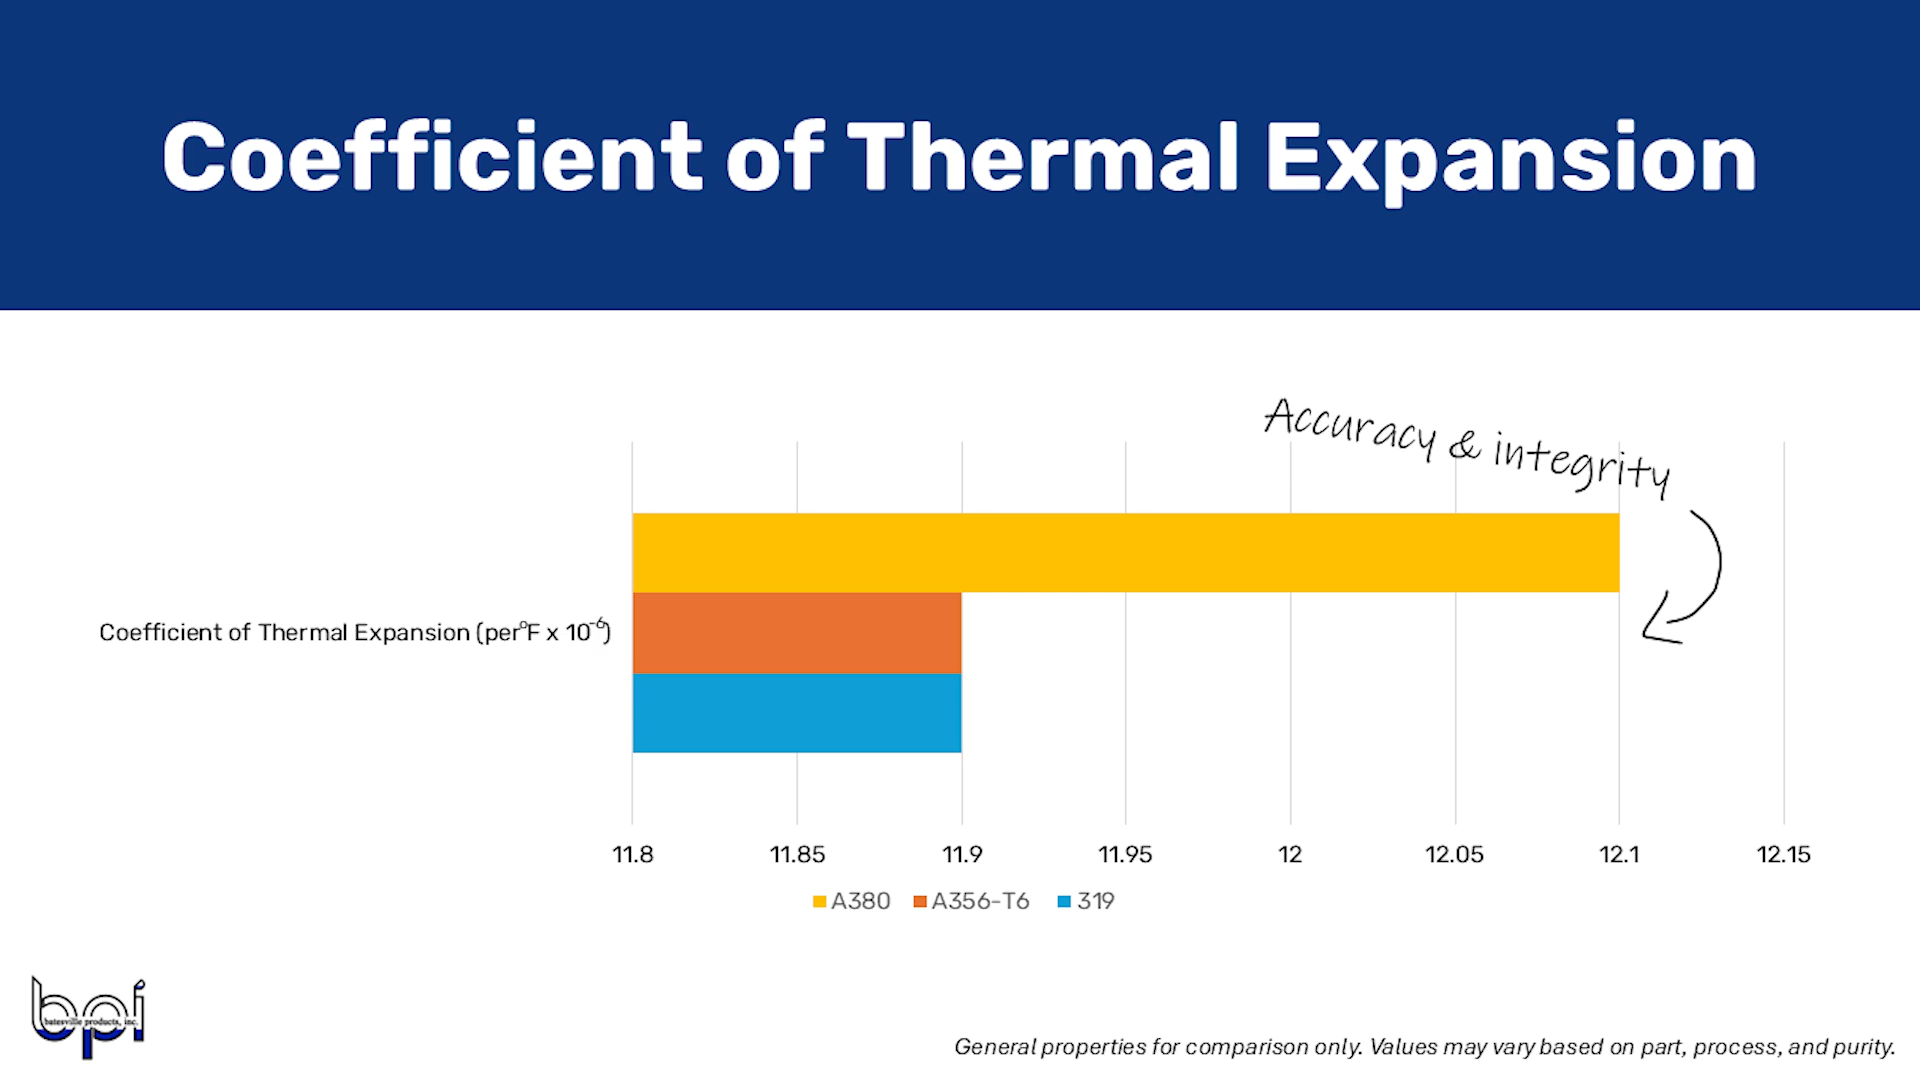 Coefficient of Thermal Expansion
Accuracy & integrity
Coefficient of Thermal Expansion (per°F x 10⁻⁶)
11.8 11.85 11.9 11.95 12 12.05 12.1 12.15
A380 A356-T6 319
bpi
batesville products, inc.
General properties for comparison only. Values may vary based on part, process, and purity.